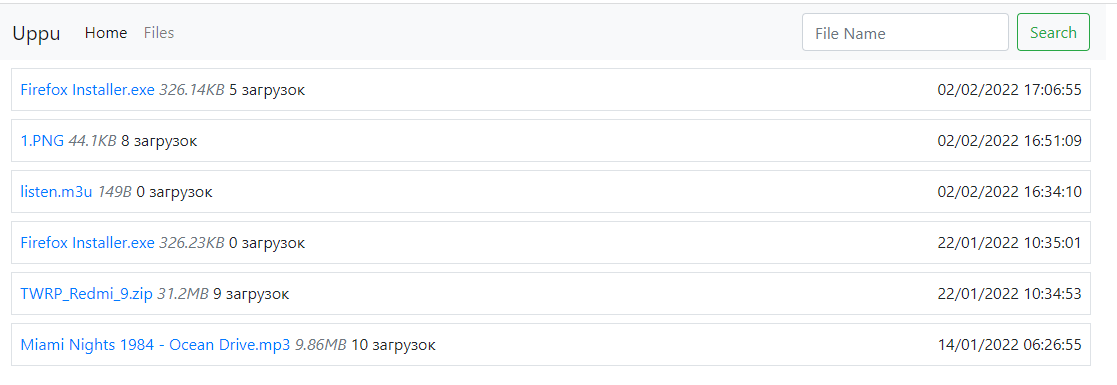 Uppu Home Files File Name Search
Firefox Installer.exe 326.14KB 5 загрузок 02/02/2022 17:06:55
1.PNG 44.1KB 8 загрузок 02/02/2022 16:51:09
listen.m3u 149B 0 загрузок 02/02/2022 16:34:10
Firefox Installer.exe 326.23KB 0 загрузок 22/01/2022 10:35:01
TWRP_Redmi_9.zip 31.2MB 9 загрузок 22/01/2022 10:34:53
Miami Nights 1984 - Ocean Drive.mp3 9.86MB 10 загрузок 14/01/2022 06:26:55